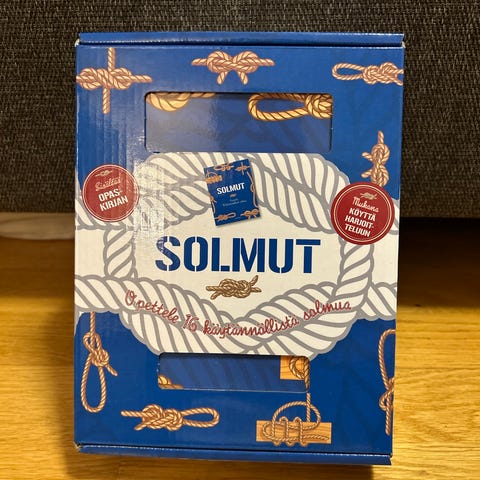 SOLMUT
Sisältää
OPAS-
KIRJAN
Mukana
KÖYTTÄ
HARJOIT-
TELUUN
SOLMUT
Opettele 16 käytännöllistä solmua